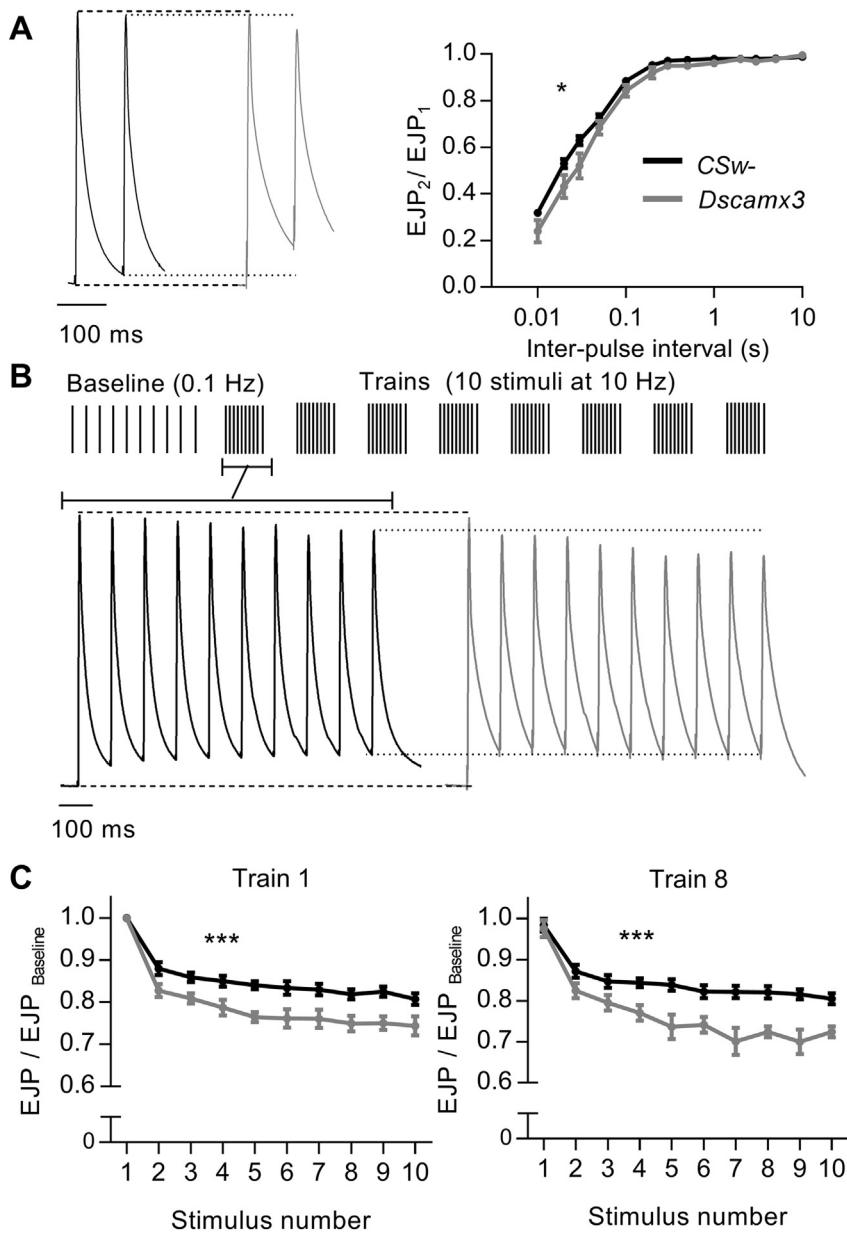 A
100 ms
EJP2/ EJP1
1.0
0.8
0.6
0.4
0.2
0.0
*
CSw-
Dscamx3
0.01
0.1
1
10
Inter-pulse interval (s)
B
Baseline (0.1 Hz)
Trains (10 stimuli at 10 Hz)
100 ms
C
Train 1
EJP / EJP Baseline
1.0
0.9
0.8
0.7
0.6
0
***
1 2 3 4 5 6 7 8 9 10
Stimulus number
Train 8
EJP / EJP Baseline
1.0
0.9
0.8
0.7
0.6
0
***
1 2 3 4 5 6 7 8 9 10
Stimulus number